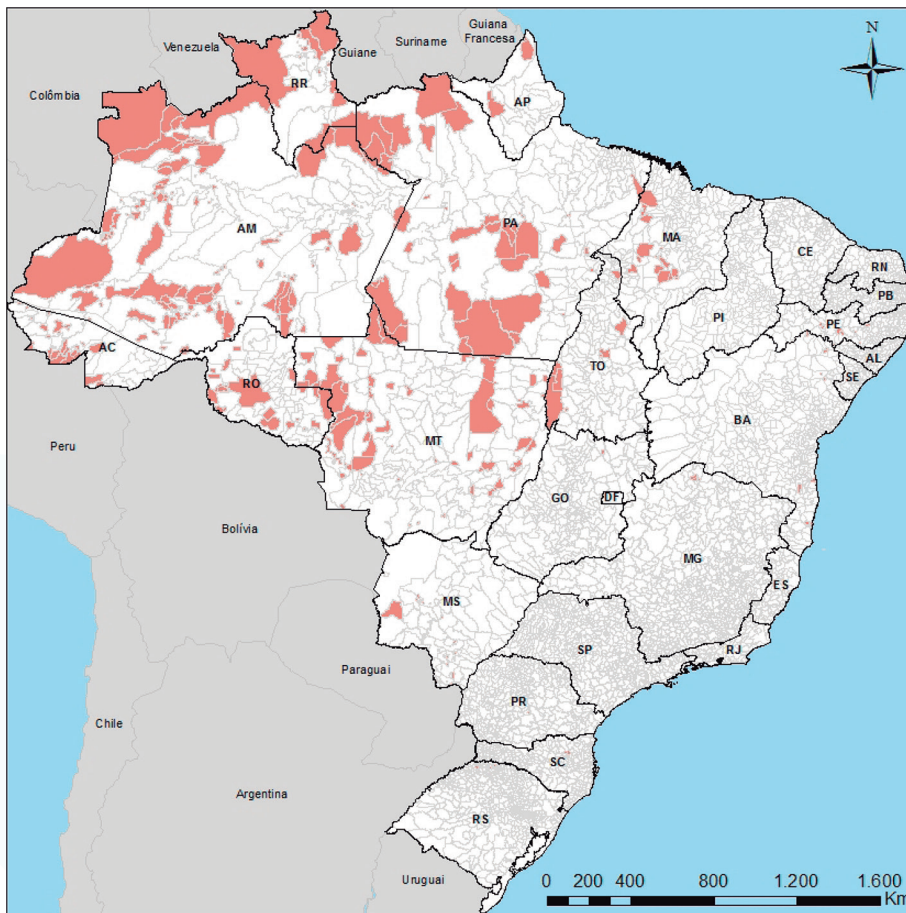 Guiana
Francesa
Suriname
Venezuela
Guiane
N
Colômbia
RR
AP
AM
PA
MA
CE
RN
PB
PI
PE
AC
AL
TO
SE
RO
BA
MT
Peru
GO
DF
Bolívia
MG
ES
MS
SP
RJ
Paraguai
PR
Chile
SC
Argentina
RS
Uruguai
0 200 400 800 1.200 1.600
Km